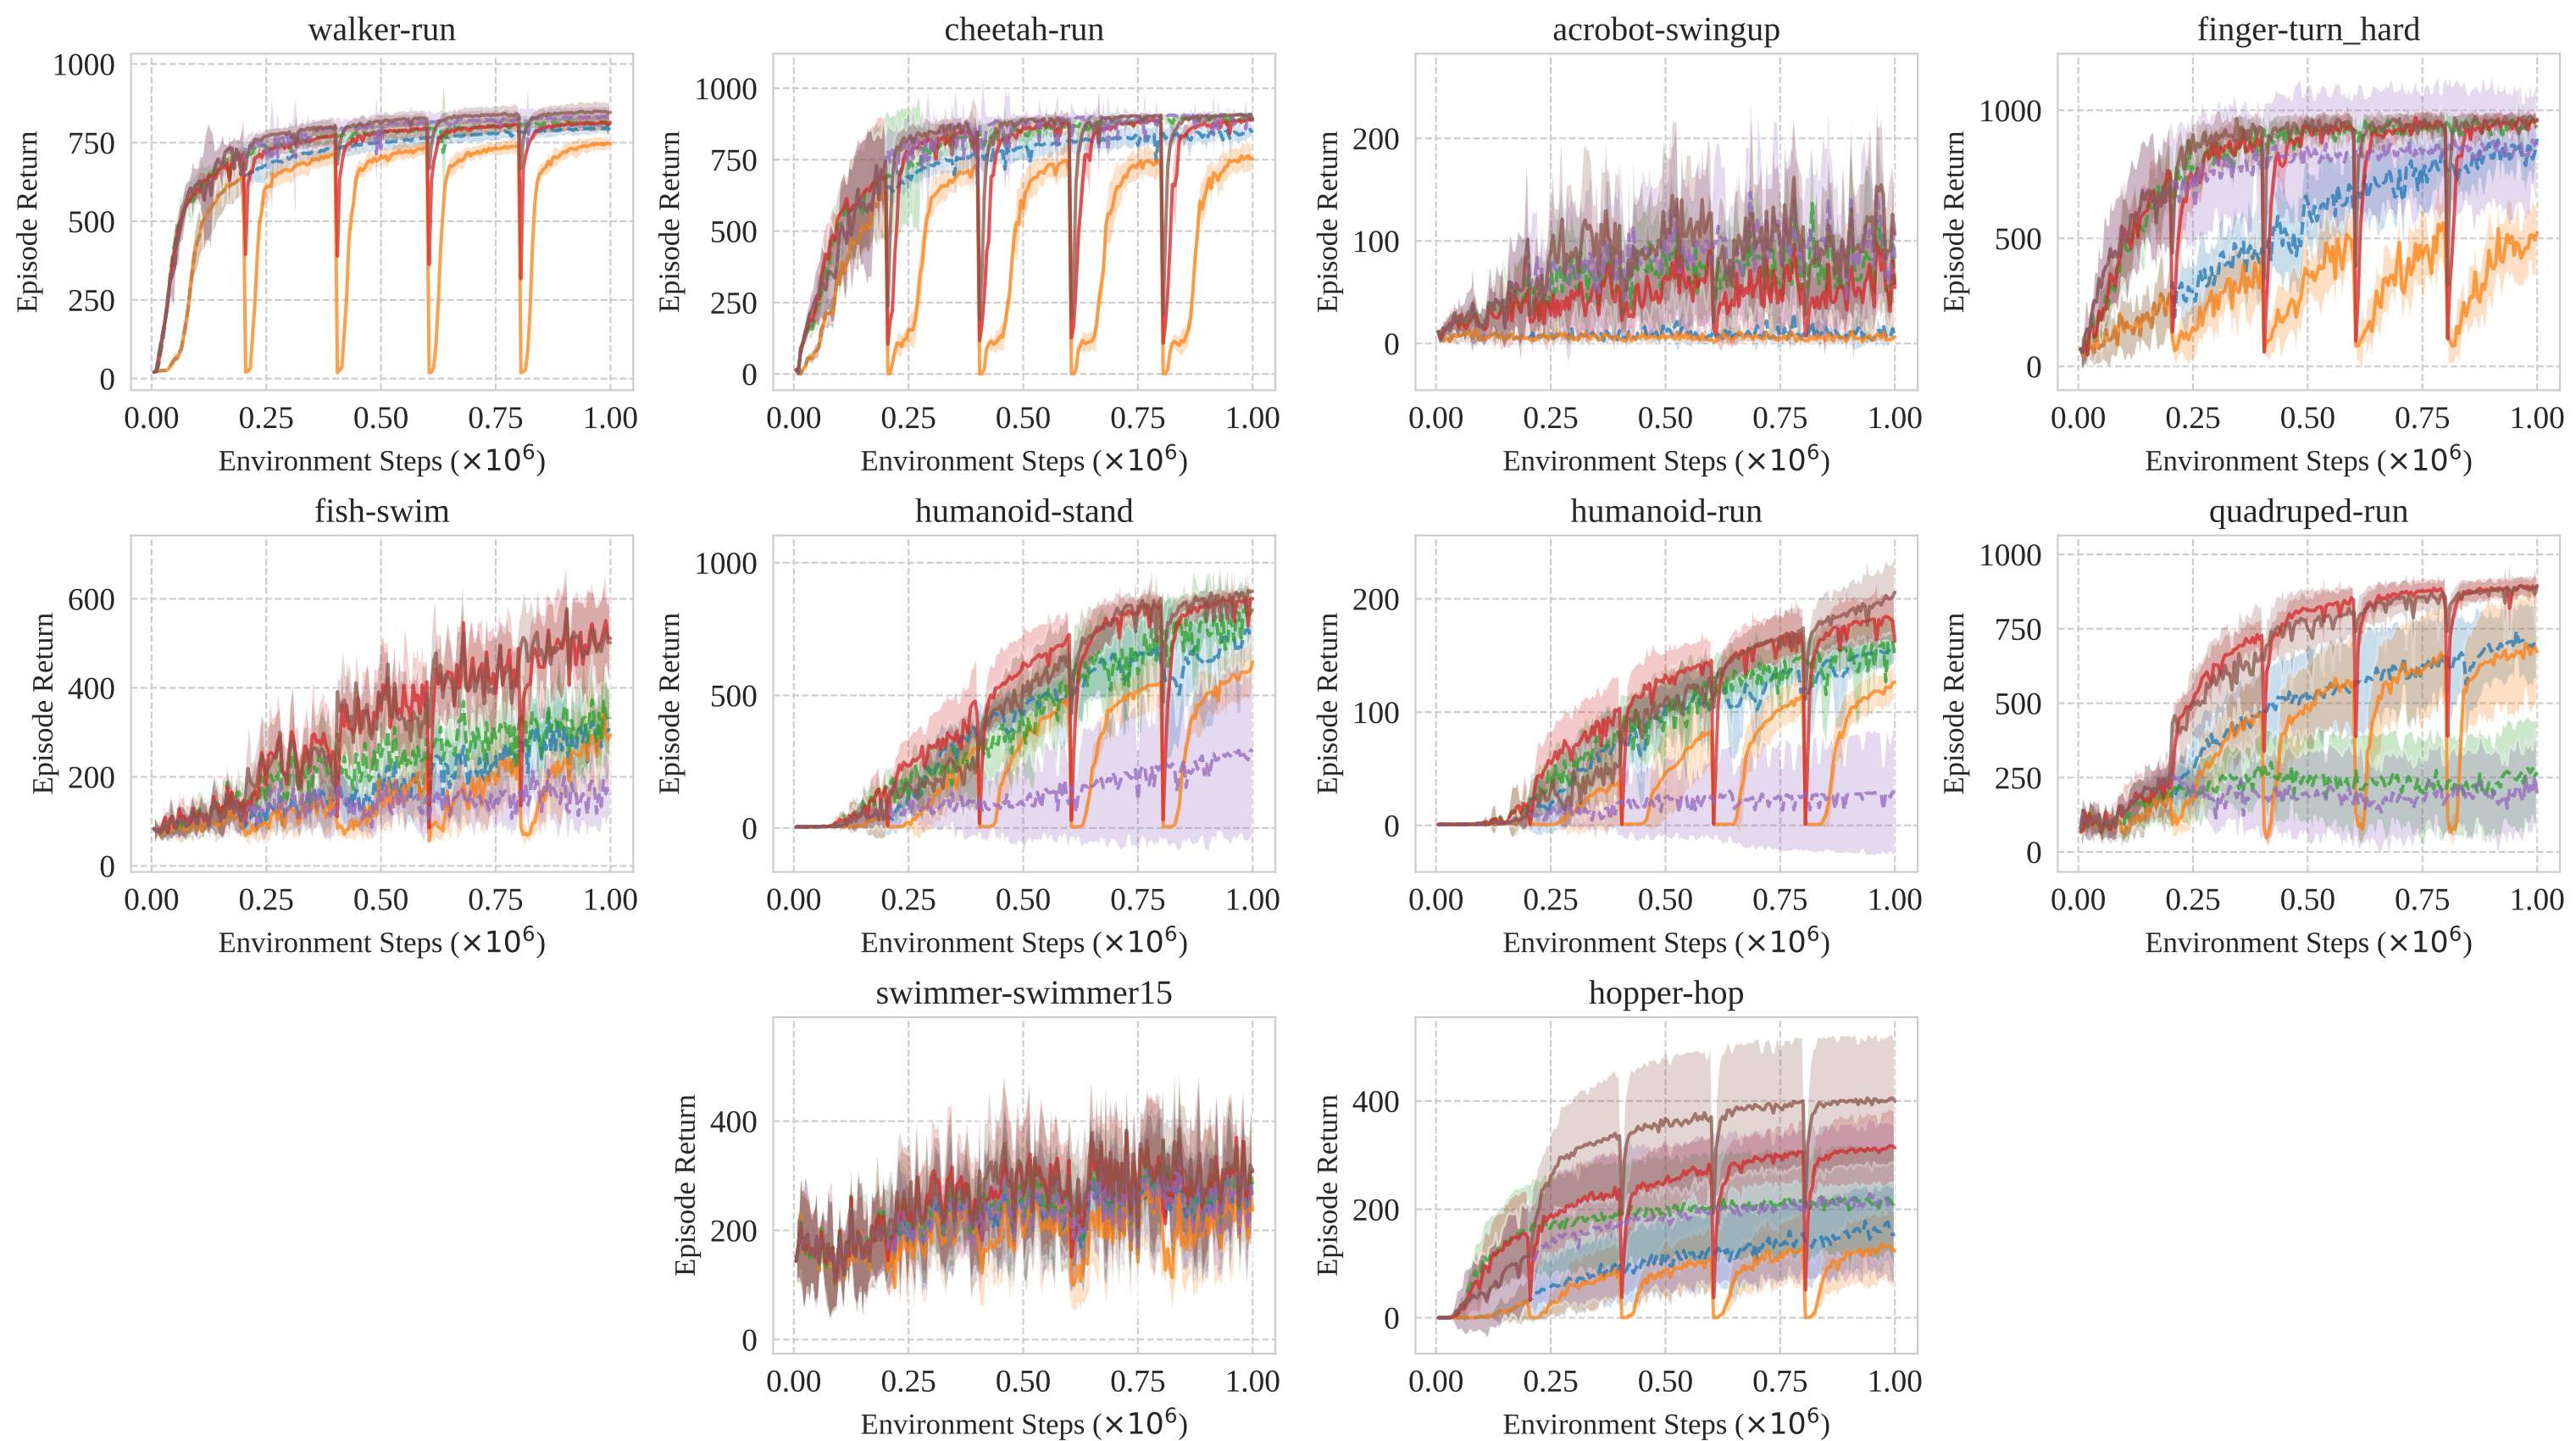 walker-run
1000
750
500
250
0
Episode Return
0.00 0.25 0.50 0.75 1.00
Environment Steps (×10⁶)
cheetah-run
1000
750
500
250
0
Episode Return
0.00 0.25 0.50 0.75 1.00
Environment Steps (×10⁶)
acrobot-swingup
200
100
0
Episode Return
0.00 0.25 0.50 0.75 1.00
Environment Steps (×10⁶)
finger-turn_hard
1000
500
0
Episode Return
0.00 0.25 0.50 0.75 1.00
Environment Steps (×10⁶)
fish-swim
600
400
200
0
Episode Return
0.00 0.25 0.50 0.75 1.00
Environment Steps (×10⁶)
humanoid-stand
1000
500
0
Episode Return
0.00 0.25 0.50 0.75 1.00
Environment Steps (×10⁶)
humanoid-run
200
100
0
Episode Return
0.00 0.25 0.50 0.75 1.00
Environment Steps (×10⁶)
quadruped-run
1000
750
500
250
0
Episode Return
0.00 0.25 0.50 0.75 1.00
Environment Steps (×10⁶)
swimmer-swimmer15
400
200
0
Episode Return
0.00 0.25 0.50 0.75 1.00
Environment Steps (×10⁶)
hopper-hop
400
200
0
Episode Return
0.00 0.25 0.50 0.75 1.00
Environment Steps (×10⁶)